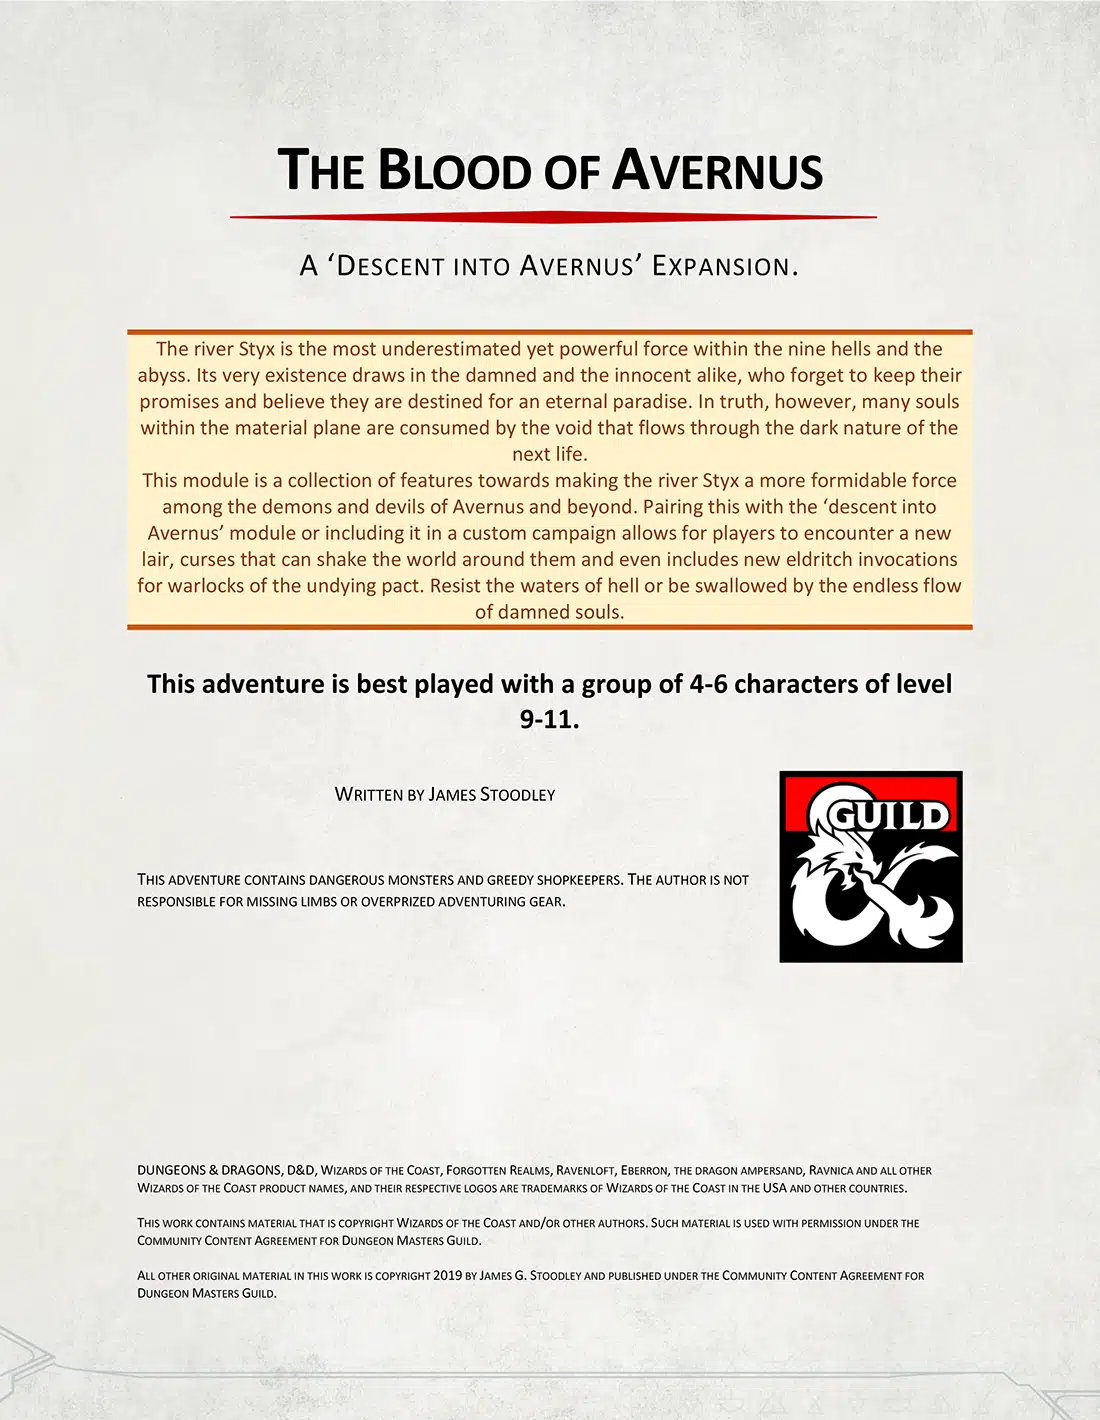 The Blood of Avernus
A ‘Descent into Avernus’ Expansion.
The river Styx is the most underestimated yet powerful force within the nine hells and the
abyss. Its very existence draws in the damned and the innocent alike, who forget to keep their
promises and believe they are destined for an eternal paradise. In truth, however, many souls
within the material plane are consumed by the void that flows through the dark nature of the
next life.
This module is a collection of features towards making the river Styx a more formidable force
among the demons and devils of Avernus and beyond. Pairing this with the ‘descent into
Avernus’ module or including it in a custom campaign allows for players to encounter a new
lair, curses that can shake the world around them and even includes new eldritch invocations
for warlocks of the undying pact. Resist the waters of hell or be swallowed by the endless flow
of damned souls.
This adventure is best played with a group of 4-6 characters of level
9-11.
Written by James Stoodley
GUILD
This adventure contains dangerous monsters and greedy shopkeepers. The author is not
responsible for missing limbs or overprized adventuring gear.
DUNGEONS & DRAGONS, D&D, Wizards of the Coast, Forgotten Realms, Ravenloft, Eberron, the dragon ampersand, Ravnica and all other
Wizards of the Coast product names, and their respective logos are trademarks of Wizards of the Coast in the USA and other countries.
This work contains material that is copyright Wizards of the Coast and/or other authors. Such material is used with permission under the
Community Content Agreement for Dungeon Masters Guild.
All other original material in this work is copyright 2019 by James G. Stoodley and published under the Community Content Agreement for
Dungeon Masters Guild.